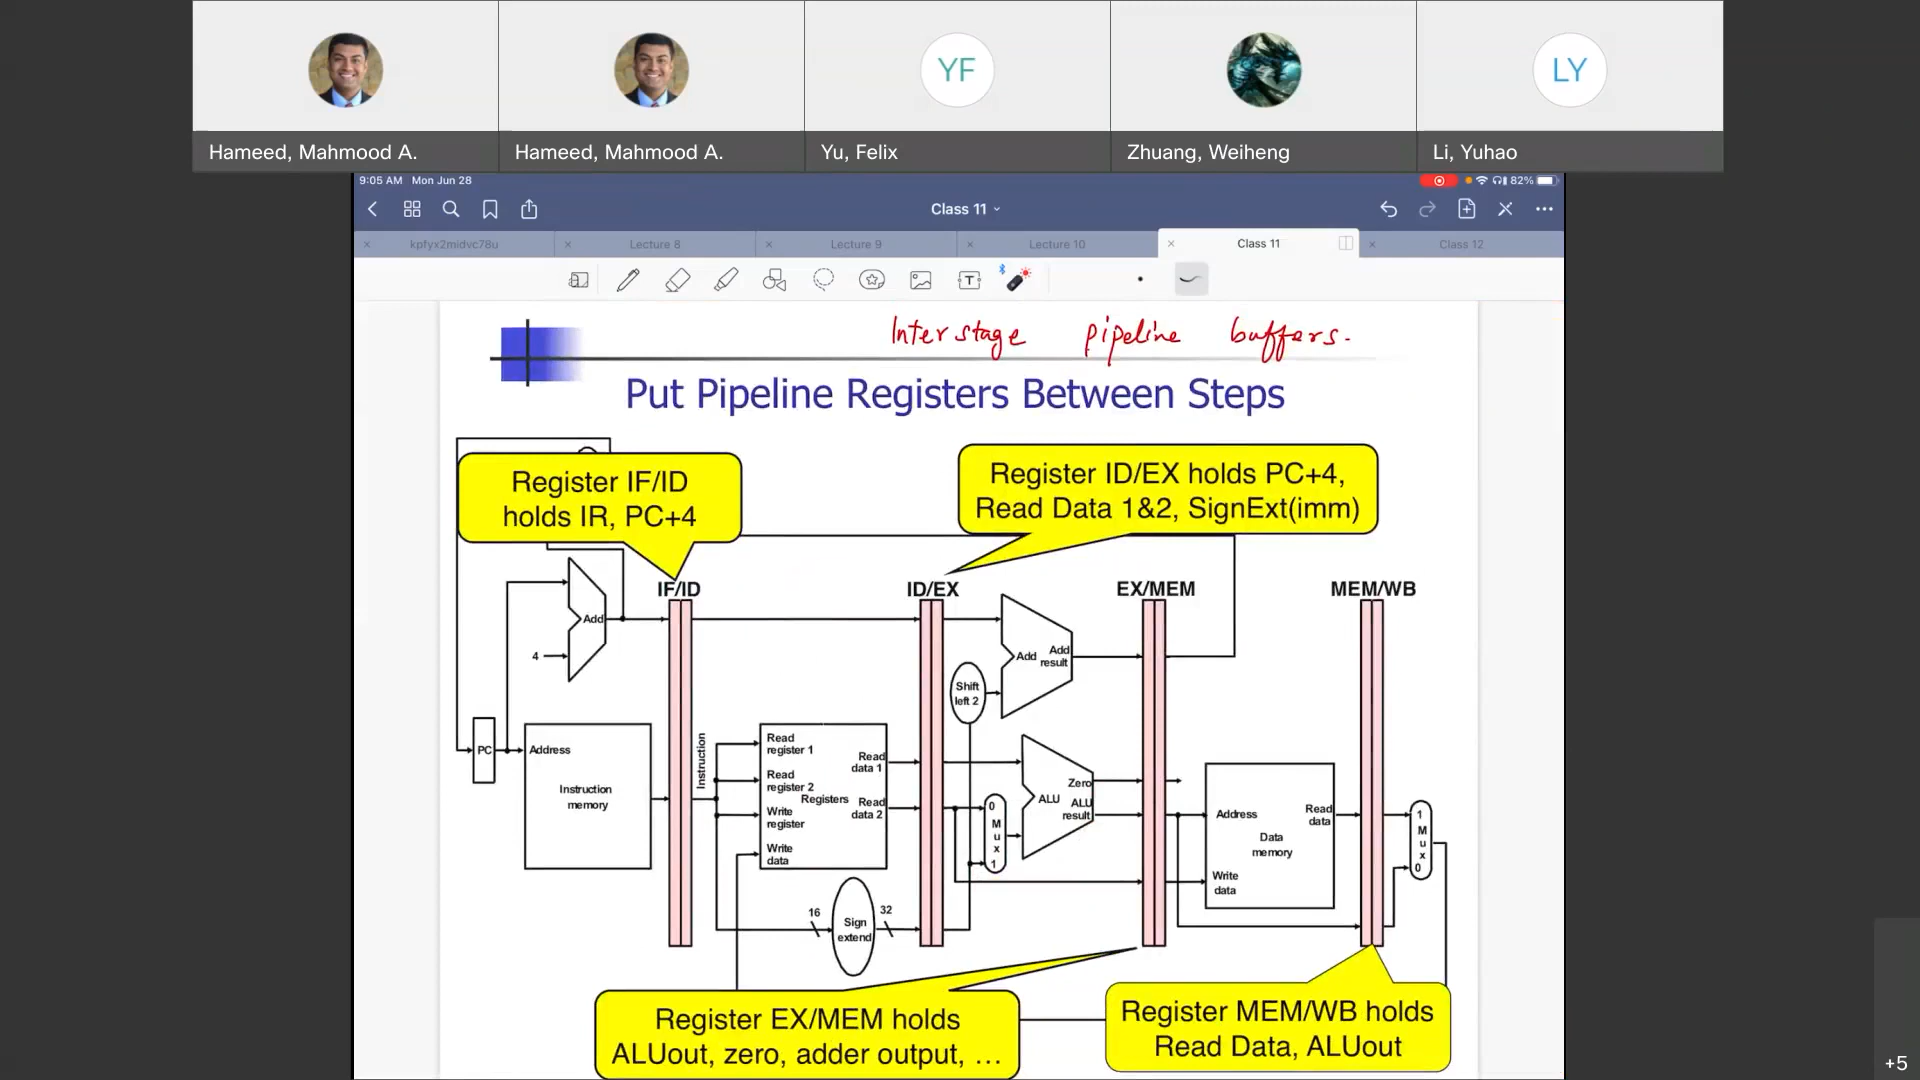 YF
LY
Hameed, Mahmood A.
Hameed, Mahmood A.
Yu, Felix
Zhuang, Weiheng
Li, Yuhao
9:05 AM Mon Jun 28
82%
Class 11
kpfyx2midvc78u
Lecture 8
Lecture 9
Lecture 10
Class 11
Class 12
Interstage pipeline buffers.
Put Pipeline Registers Between Steps
Register IF/ID
holds IR, PC+4
Register ID/EX holds PC+4,
Read Data 1&2, SignExt(imm)
IF/ID
ID/EX
EX/MEM
MEM/WB
Add
4
Add
Add
result
Shift
left 2
PC
Address
Instruction
memory
Instruction
Read
register 1
Read
register 2
Write
register
Write
data
Registers
Read
data 1
Read
data 2
0
M
u
x
1
Zero
ALU
ALU
result
Address
Read
data
Data
memory
Write
data
1
M
u
x
0
16
Sign
extend
32
Register EX/MEM holds
ALUout, zero, adder output, …
Register MEM/WB holds
Read Data, ALUout
+5